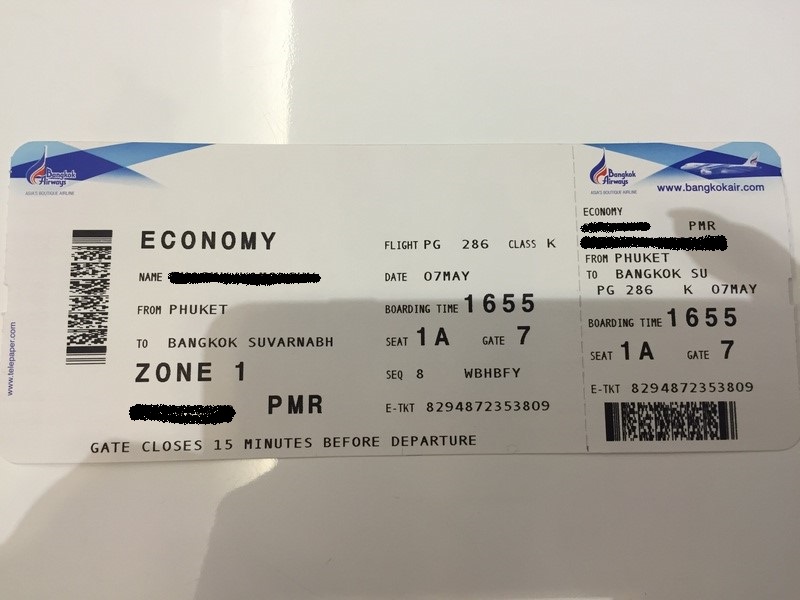 Bangkok Airways
ASIA'S BOUTIQUE AIRLINE
www.telepaper.com
ECONOMY
NAME
FROM PHUKET
TO BANGKOK SUVARNABH
ZONE 1
PMR
GATE CLOSES 15 MINUTES BEFORE DEPARTURE
FLIGHT PG 286 CLASS K
DATE 07MAY
BOARDING TIME 1655
SEAT 1A GATE 7
SEQ 8 WBHBFY
E-TKT 8294872353809
Bangkok Airways
ASIA'S BOUTIQUE AIRLINE
www.bangkokair.com
ECONOMY
PMR
FROM PHUKET
TO BANGKOK SU
PG 286 K 07MAY
BOARDING TIME 1655
SEAT 1A GATE 7
E-TKT 8294872353809